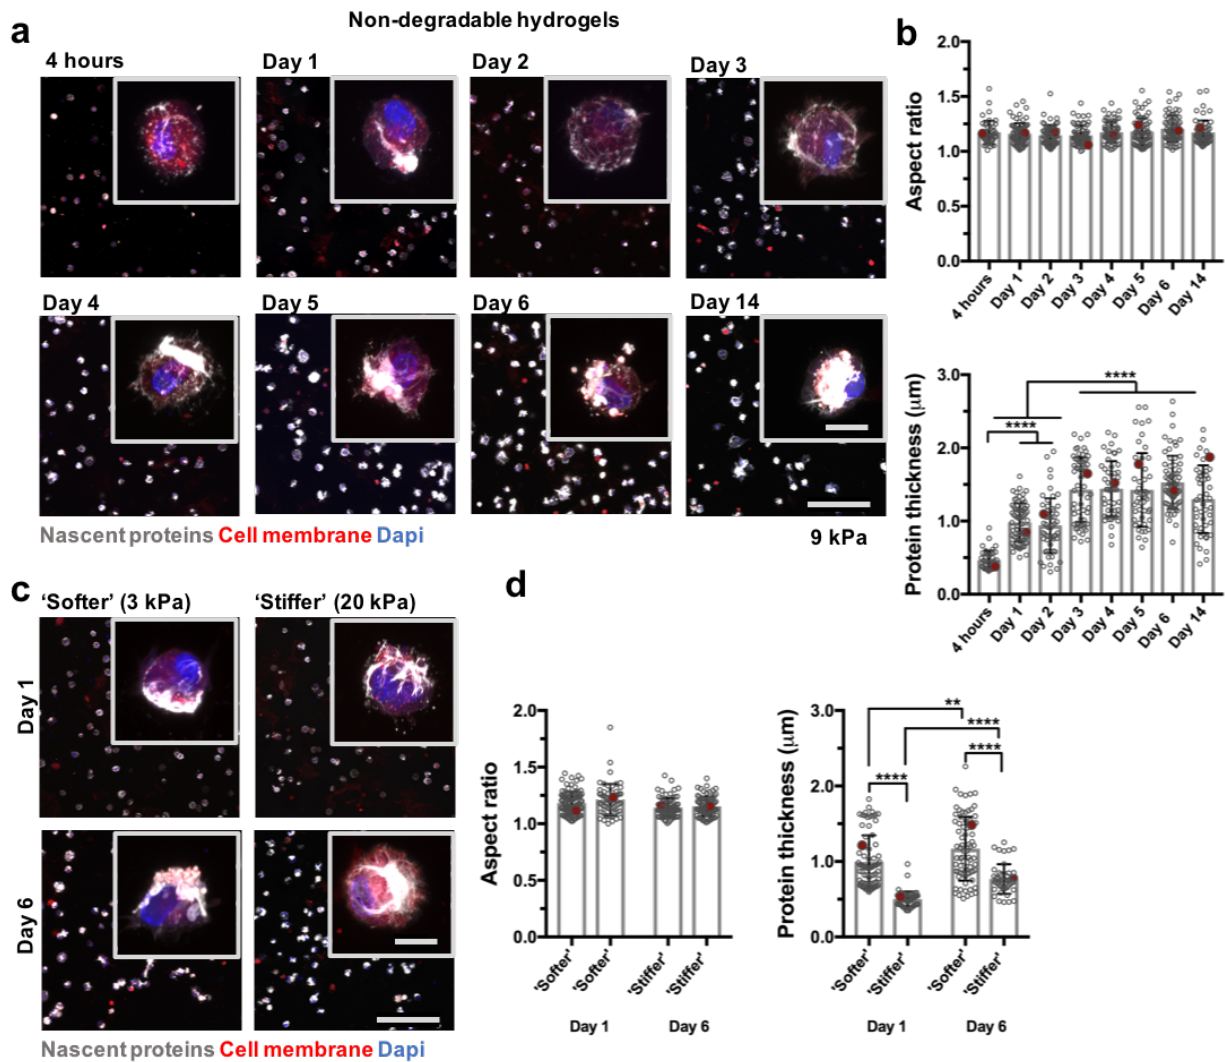 a
Non-degradable hydrogels
4 hours
Day 1
Day 2
Day 3
Day 4
Day 5
Day 6
Day 14
Nascent proteins Cell membrane Dapi
9 kPa
b
Aspect ratio
2.0
1.5
1.0
0.5
0.0
4 hours
Day 1
Day 2
Day 3
Day 4
Day 5
Day 6
Day 14
Protein thickness (μm)
3.0
2.0
1.0
0.0
****
****
4 hours
Day 1
Day 2
Day 3
Day 4
Day 5
Day 6
Day 14
c
'Softer' (3 kPa)
'Stiffer' (20 kPa)
Day 1
Day 6
Nascent proteins Cell membrane Dapi
d
Aspect ratio
2.0
1.5
1.0
0.5
0.0
'Softer'
'Softer'
'Stiffer'
'Stiffer'
Day 1
Day 6
Protein thickness (μm)
3.0
2.0
1.0
0.0
**
****
****
****
'Softer'
'Stiffer'
'Softer'
'Stiffer'
Day 1
Day 6